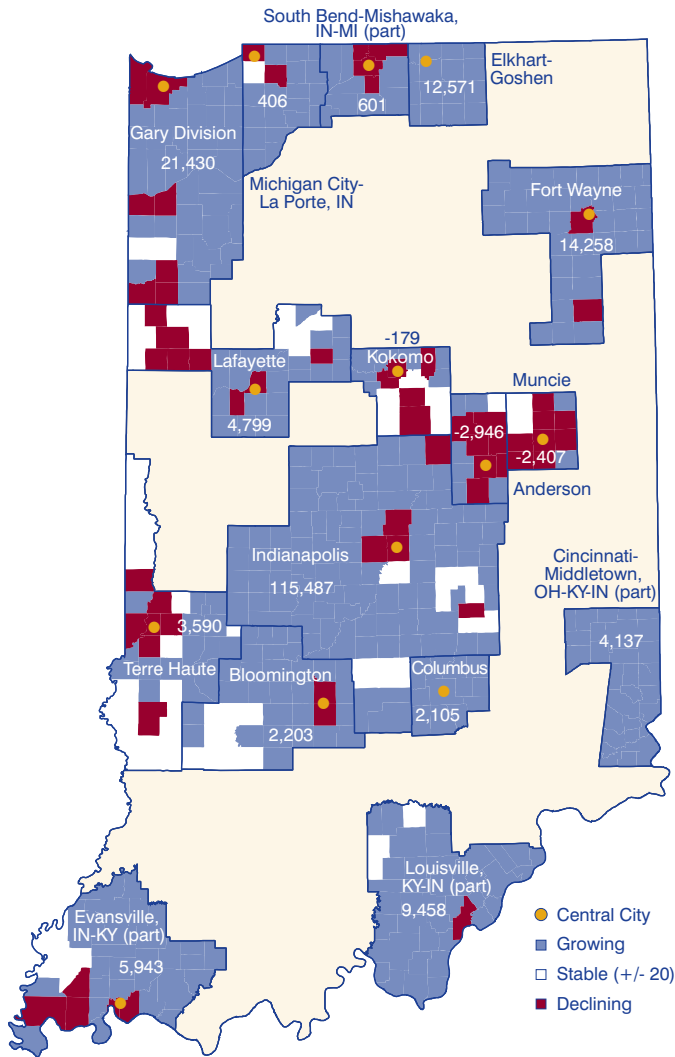 South Bend-Mishawaka,
IN-MI (part)
Elkhart-
Goshen
406
601
12,571
Gary Division
21,430
Michigan City-
La Porte, IN
Fort Wayne
14,258
-179
Kokomo
Lafayette
4,799
Muncie
-2,946
-2,407
Anderson
Indianapolis
115,487
Cincinnati-
Middletown,
OH-KY-IN (part)
4,137
3,590
Terre Haute
Bloomington
2,203
Columbus
2,105
Louisville,
KY-IN (part)
9,458
Evansville,
IN-KY (part)
5,943
Central City
Growing
Stable (+/- 20)
Declining